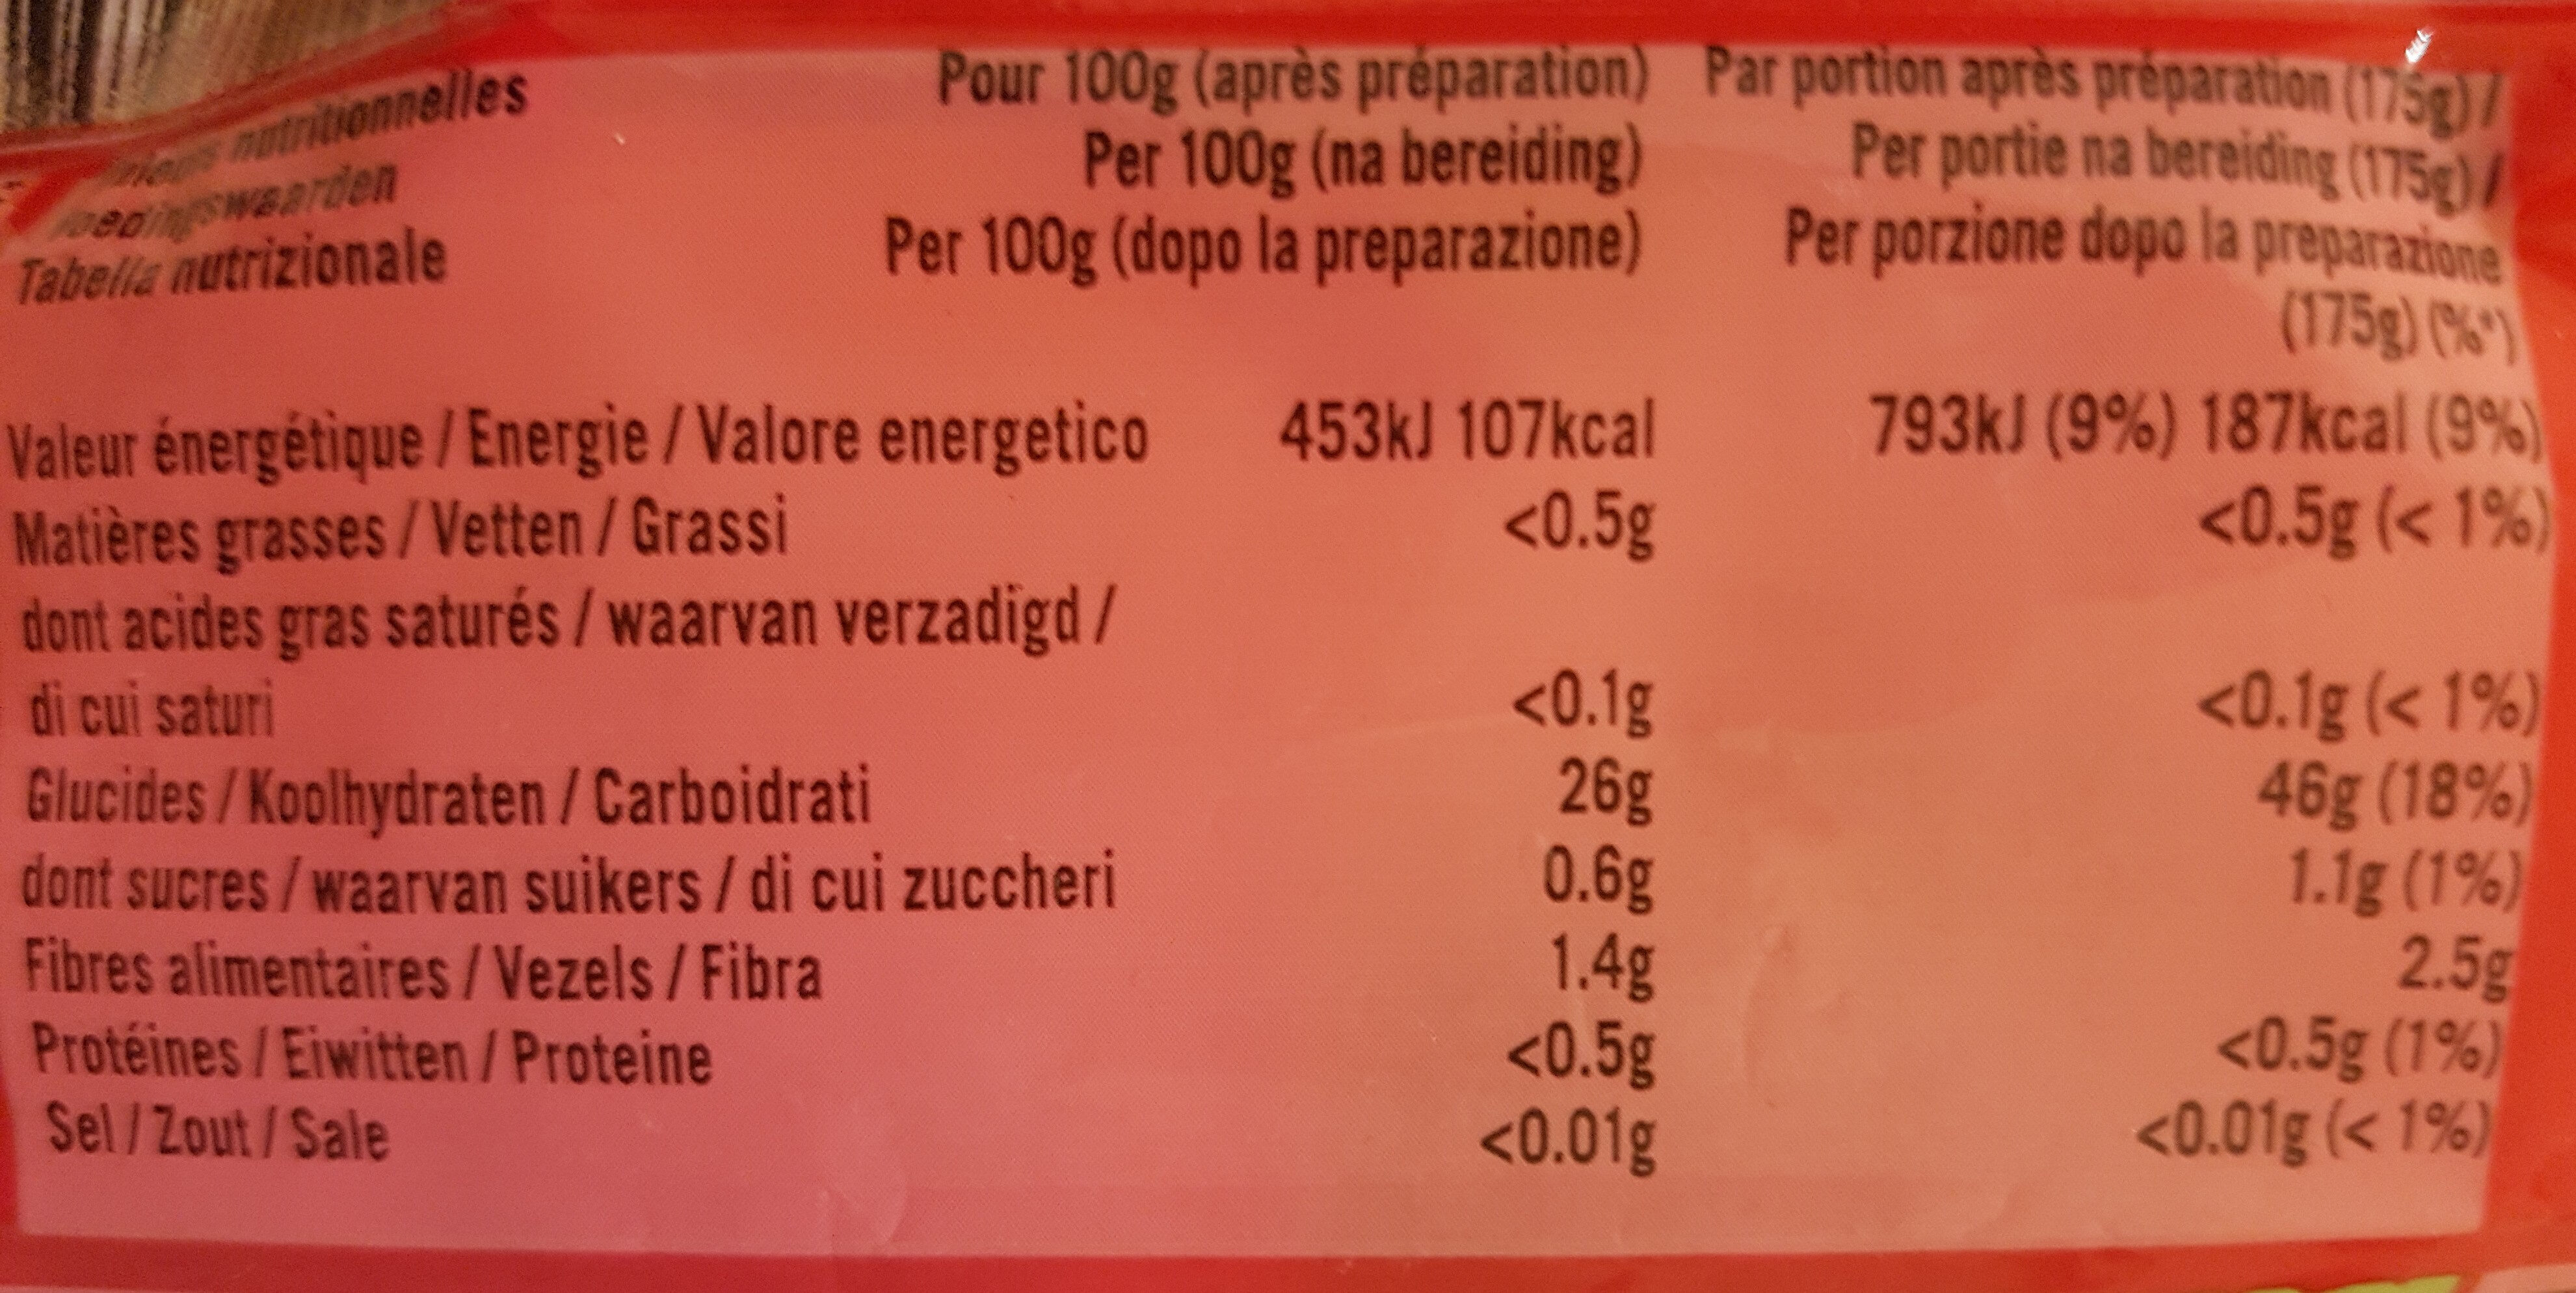 nutritionnelles Pour 100g (après préparation) Par portion après préparation (175g) /
Per 100g (na bereiding) Per portie na bereiding (175g) /
Tabella nutrizionale Per 100g (dopo la preparazione) Per porzione dopo la preparazione
(175g) (%*)
Valeur énergétique / Energie / Valore energetico 453kJ 107kcal 793kJ (9%) 187kcal (9%)
Matières grasses / Vetten / Grassi <0.5g <0.5g (< 1%)
dont acides gras saturés / waarvan verzadigd /
di cui saturi <0.1g <0.1g (< 1%)
Glucides / Koolhydraten / Carboidrati 26g 46g (18%)
dont sucres / waarvan suikers / di cui zuccheri 0.6g 1.1g (1%)
Fibres alimentaires / Vezels / Fibra 1.4g 2.5g
Protéines / Eiwitten / Proteine <0.5g <0.5g (1%)
Sel / Zout / Sale <0.01g <0.01g (< 1%)